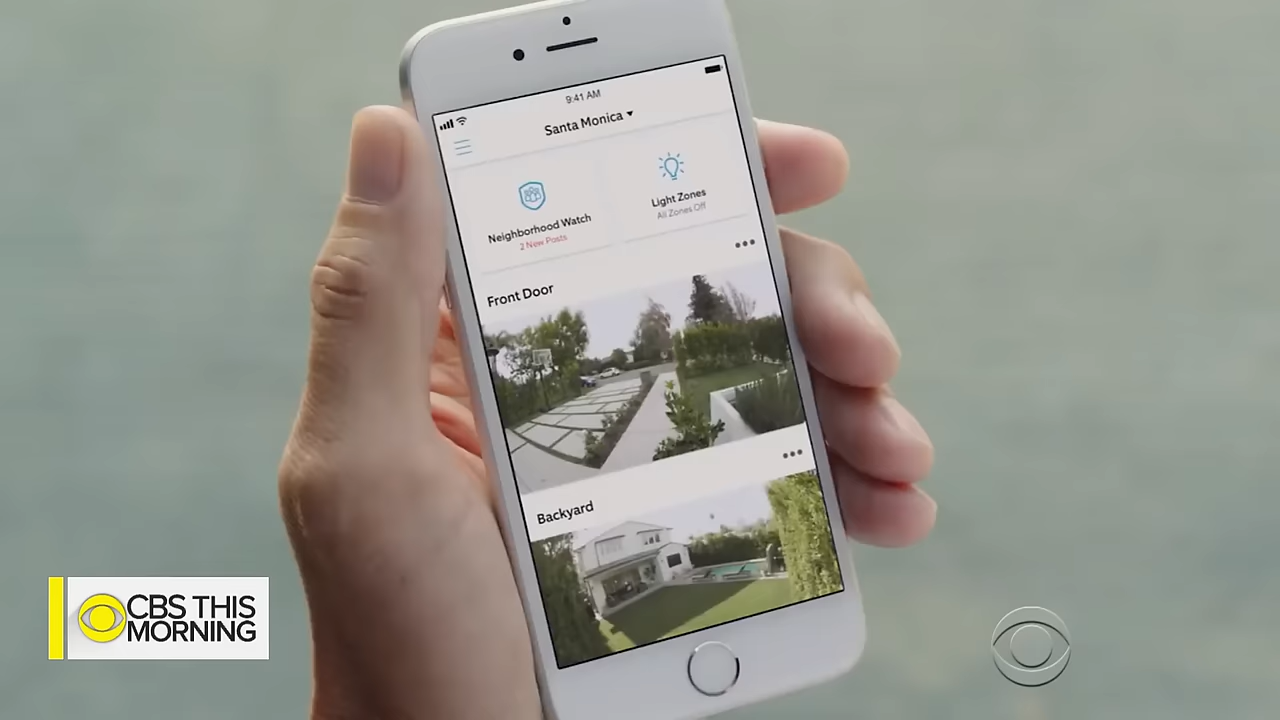 9:41 AM
Santa Monica
Neighborhood Watch
2 New Posts
Light Zones
All Zones Off
Front Door
Backyard
CBS THIS
MORNING